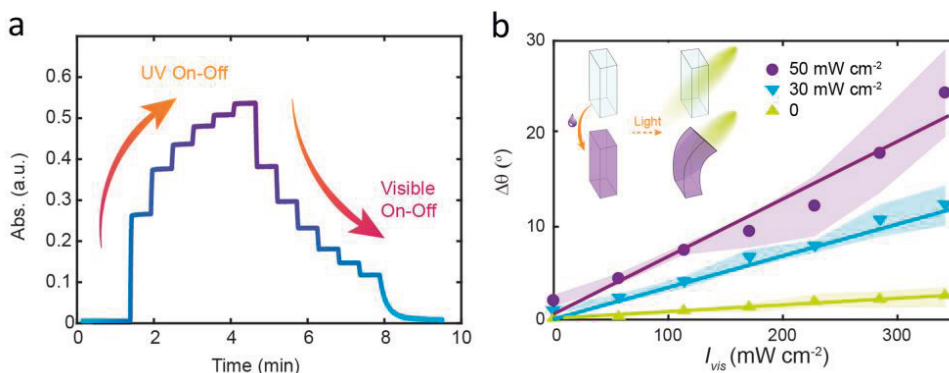 a
Abs. (a.u.)
0.6
0.5
0.4
0.3
0.2
0.1
0
UV On-Off
Visible
On-Off
0 2 4 6 8 10
Time (min)
b
Δθ (°)
30
20
10
0
Light
50 mW cm-2
30 mW cm-2
0
0 100 200 300
Ivis (mW cm-2)